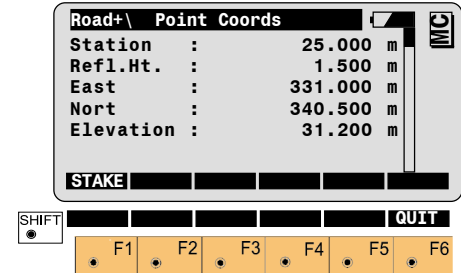 Road+\ Point Coords
MC
Station : 25.000 m
Refl.Ht. : 1.500 m
East : 331.000 m
Nort : 340.500 m
Elevation : 31.200 m
STAKE
SHIFT QUIT
F1 F2 F3 F4 F5 F6